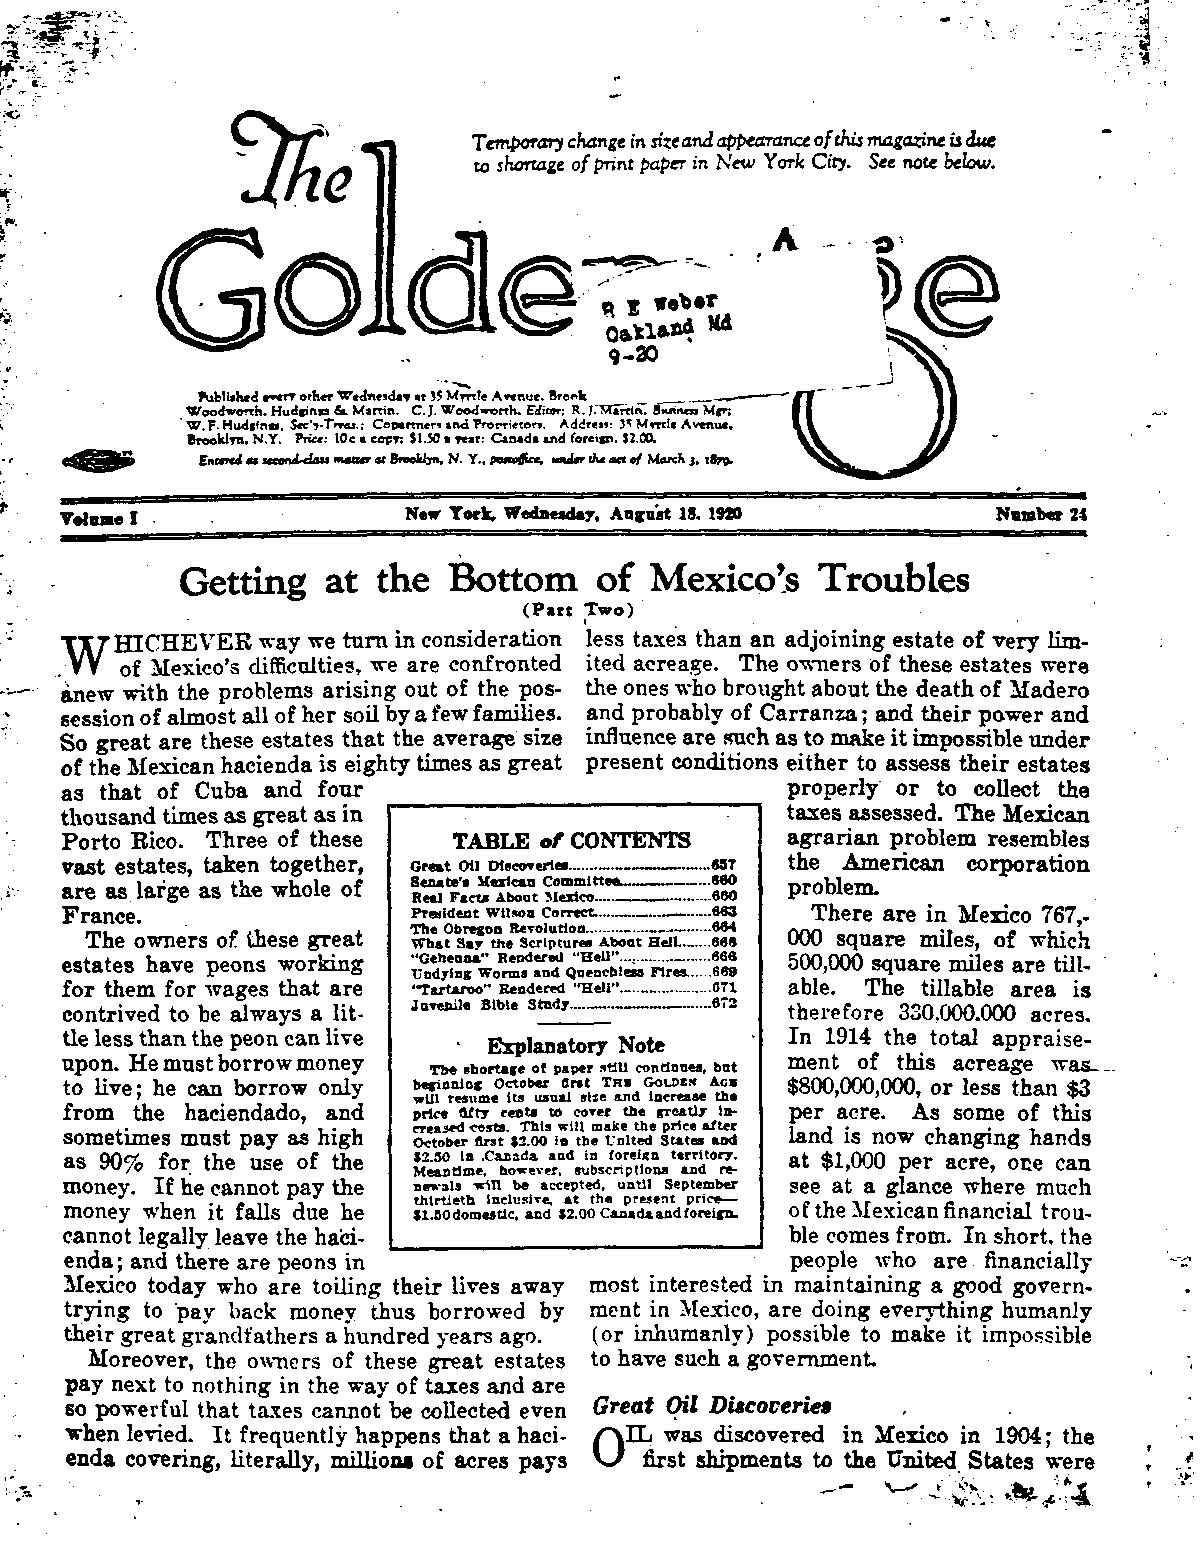 The
Golden Age
Temporary change in size and appearance of this magazine is due
to shortage of print paper in New York City. See note below.
R E Weber
Oakland Md
9-20
Published every other Wednesday at 35 Myrtle Avenue, Brook
Woodworth, Hudgings & Martin. C. J. Woodworth, Editor; R. J. Martin, Business Mgr;
W. F. Hudgings, Sec'y-Treas.; Copartners and Proprietors. Address: 35 Myrtle Avenue,
Brooklyn, N.Y. Price: 10c a copy; $1.50 a year; Canada and foreign, $2.00.
Entered as second-class matter at Brooklyn, N. Y., postoffice, under the act of March 3, 1879.
Volume I New York, Wednesday, August 18, 1920 Number 24
Getting at the Bottom of Mexico's Troubles
(Part Two)
WHICHEVER way we turn in consideration
of Mexico's difficulties, we are confronted
anew with the problems arising out of the pos-
session of almost all of her soil by a few families.
So great are these estates that the average size
of the Mexican hacienda is eighty times as great
as that of Cuba and four
thousand times as great as in
Porto Rico. Three of these
vast estates, taken together,
are as large as the whole of
France.
The owners of these great
estates have peons working
for them for wages that are
contrived to be always a lit-
tle less than the peon can live
upon. He must borrow money
to live; he can borrow only
from the haciendado, and
sometimes must pay as high
as 90% for the use of the
money. If he cannot pay the
money when it falls due he
cannot legally leave the haci-
enda; and there are peons in
Mexico today who are toiling their lives away
trying to pay back money thus borrowed by
their great grandfathers a hundred years ago.
Moreover, the owners of these great estates
pay next to nothing in the way of taxes and are
so powerful that taxes cannot be collected even
when levied. It frequently happens that a haci-
enda covering, literally, millions of acres pays
less taxes than an adjoining estate of very lim-
ited acreage. The owners of these estates were
the ones who brought about the death of Madero
and probably of Carranza; and their power and
influence are such as to make it impossible under
present conditions either to assess their estates
properly or to collect the
taxes assessed. The Mexican
agrarian problem resembles
the American corporation
problem.
There are in Mexico 767,-
000 square miles, of which
500,000 square miles are till-
able. The tillable area is
therefore 330,000,000 acres.
In 1914 the total appraise-
ment of this acreage was
$800,000,000, or less than $3
per acre. As some of this
land is now changing hands
at $1,000 per acre, one can
see at a glance where much
of the Mexican financial trou-
ble comes from. In short, the
people who are financially
most interested in maintaining a good govern-
ment in Mexico, are doing everything humanly
(or inhumanly) possible to make it impossible
to have such a government.
Great Oil Discoveries
OIL was discovered in Mexico in 1904; the
first shipments to the United States were
TABLE of CONTENTS
Great Oil Discoveries 657
Senate's Mexican Committee 660
Real Facts About Mexico 660
President Wilson Correct 663
The Obregon Revolution 664
What Say the Scriptures About Hell 666
"Gehenna" Rendered "Hell" 666
Undying Worms and Quenchless Fires 669
"Tartaroo" Rendered "Hell" 671
Juvenile Bible Study 672
Explanatory Note
The shortage of paper still continues, but
beginning October first THE GOLDEN AGE
will resume its usual size and increase the
price fifty cents to cover the greatly in-
creased costs. This will make the price after
October first $2.00 in the United States and
$2.50 in Canada and in foreign territory.
Meantime, however, subscriptions and re-
newals will be accepted, until September
thirtieth inclusive, at the present price—
$1.50 domestic, and $2.00 Canada and foreign.